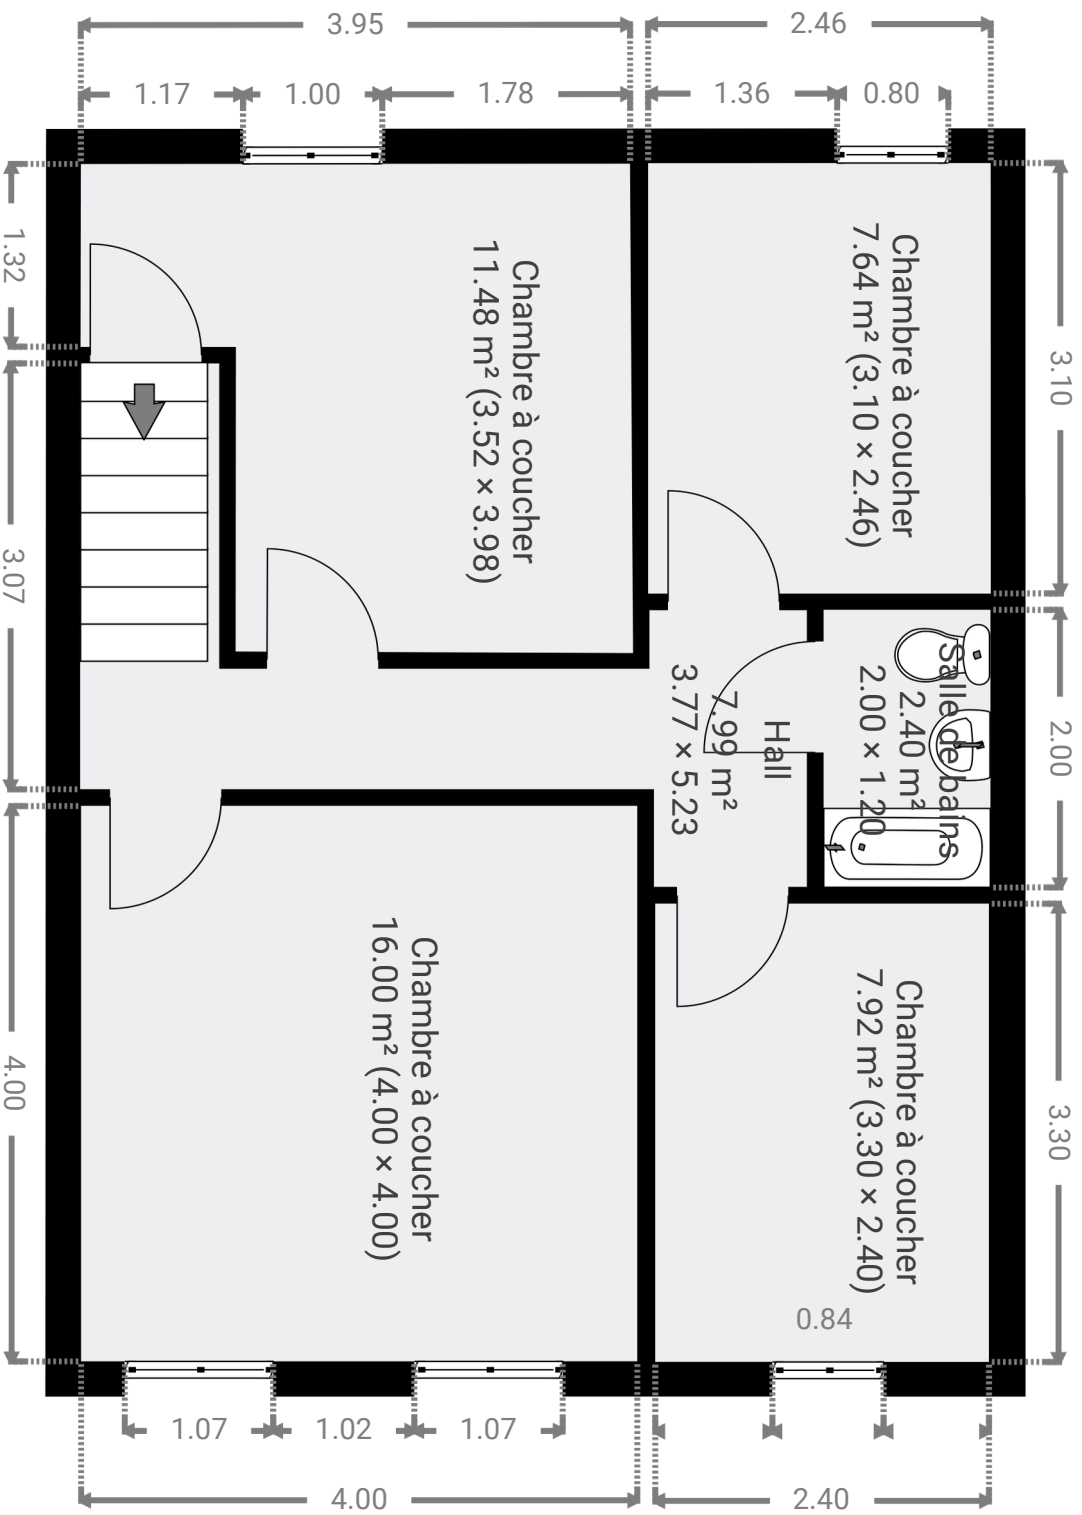 3.95
2.46
1.17
1.00
1.78
1.36
0.80
1.32
3.07
4.00
3.10
2.00
3.30
Chambre à coucher
11.48 m² (3.52 × 3.98)
Chambre à coucher
7.64 m² (3.10 × 2.46)
Hall
7.99 m²
3.77 × 5.23
Salle de bains
2.40 m²
2.00 × 1.20
Chambre à coucher
16.00 m² (4.00 × 4.00)
Chambre à coucher
7.92 m² (3.30 × 2.40)
0.84
1.07
1.02
1.07
4.00
2.40